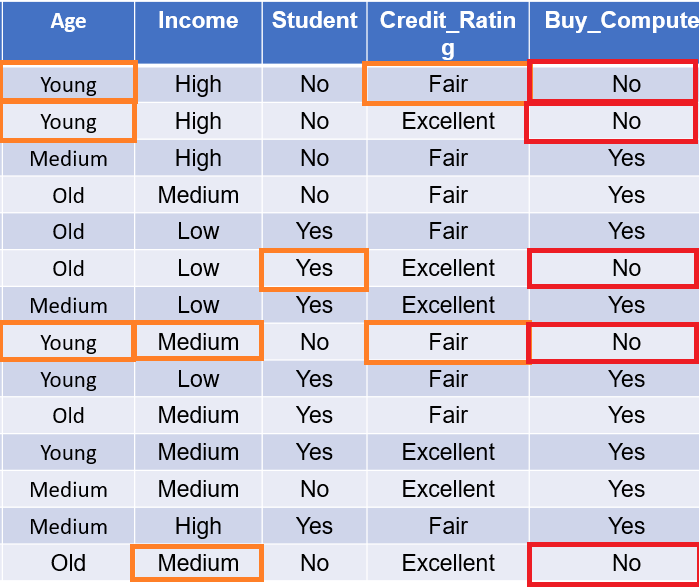 Age Income Student Credit_Ratin Buy_Compute
g
Young High No Fair No
Young High No Excellent No
Medium High No Fair Yes
Old Medium No Fair Yes
Old Low Yes Fair Yes
Old Low Yes Excellent No
Medium Low Yes Excellent Yes
Young Medium No Fair No
Young Low Yes Fair Yes
Old Medium Yes Fair Yes
Young Medium Yes Excellent Yes
Medium Medium No Excellent Yes
Medium High Yes Fair Yes
Old Medium No Excellent No